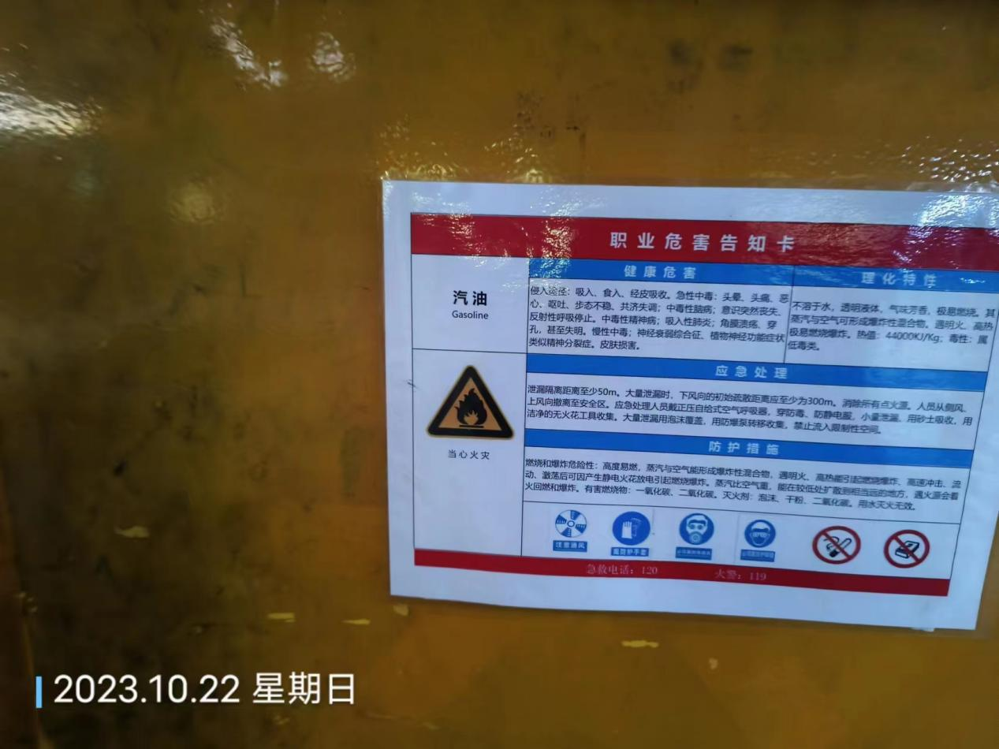 职业危害告知卡
汽油
Gasoline
健康危害
侵入途径：吸入、食入、经皮吸收。急性中毒：头晕、头痛、恶
心、呕吐、步态不稳、共济失调；中毒性脑病；意识突然丧失、
反射性呼吸停止。中毒性精神病；吸入性肺炎；角膜溃疡、穿
孔，甚至失明。慢性中毒；神经衰弱综合征、植物神经功能症状
类似精神分裂症。皮肤损害。
理化特性
不溶于水，透明液体、气味芳香，极易燃烧。其
蒸汽与空气可形成爆炸性混合物，遇明火、高热
极易燃烧爆炸。热值：44000KJ/Kg；毒性：属
低毒类。
当心火灾
应急处理
泄漏隔离距离至少50m。大量泄漏时，下风向的初始疏散距离应至少为300m。消除所有点火源。人员从侧风、
上风向撤离至安全区。应急处理人员戴正压自给式空气呼吸器，穿防毒、防静电服，小量泄漏，用砂土吸收，用
洁净的无火花工具收集。大量泄漏用泡沫覆盖，用防爆泵转移收集，禁止流入限制性空间。
防护措施
燃烧和爆炸危险性：高度易燃，蒸汽与空气能形成爆炸性混合物，遇明火、高热能引起燃烧爆炸、高速冲击、流
动、激荡后可因产生静电火花放电引起燃烧爆炸。蒸汽比空气重，能在较低处扩散到相当远的地方，遇火源会着
火回燃和爆炸。有害燃烧物：一氧化碳、二氧化碳。灭火剂：泡沫、干粉、二氧化碳。用水灭火无效。
注意通风
戴防护手套
急救电话：120 火警：119
2023.10.22 星期日